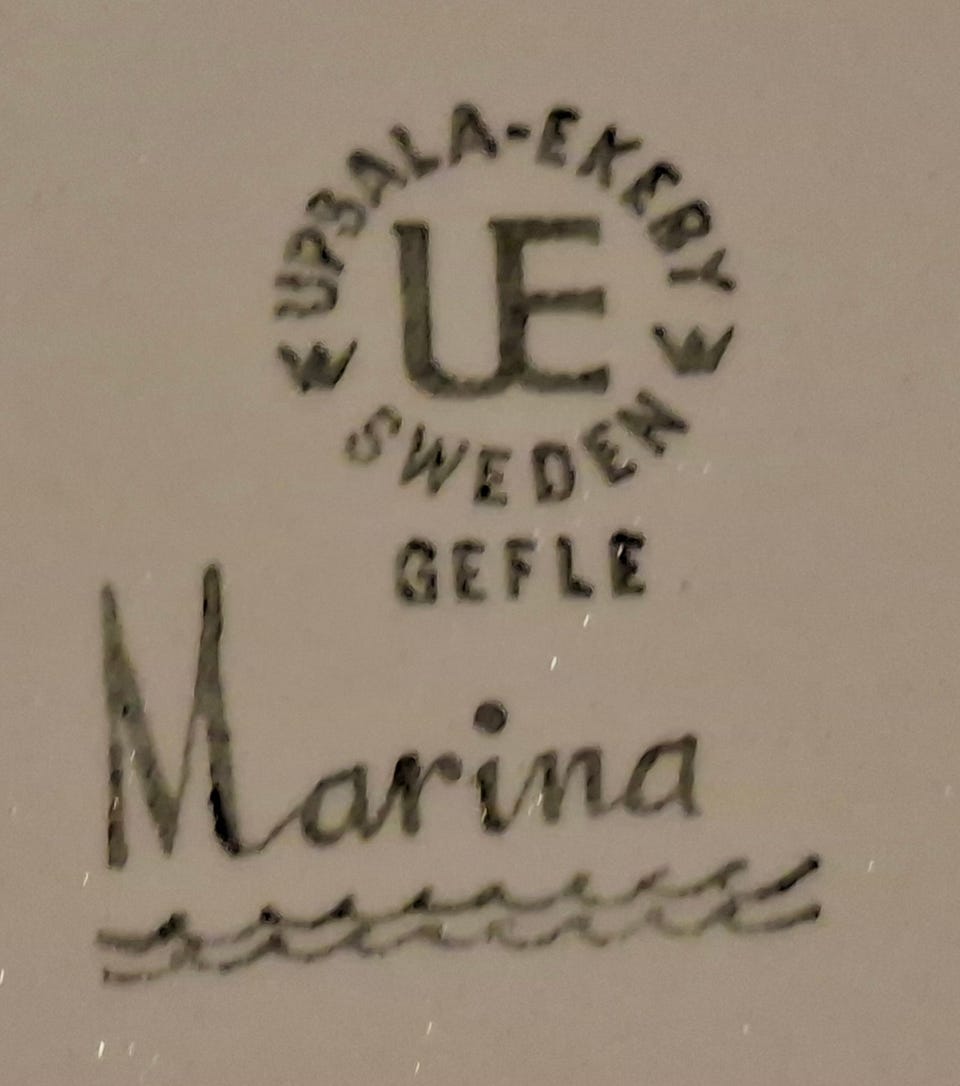 UPSALA-EKEBY
UE
SWEDEN
GEFLE
Marina